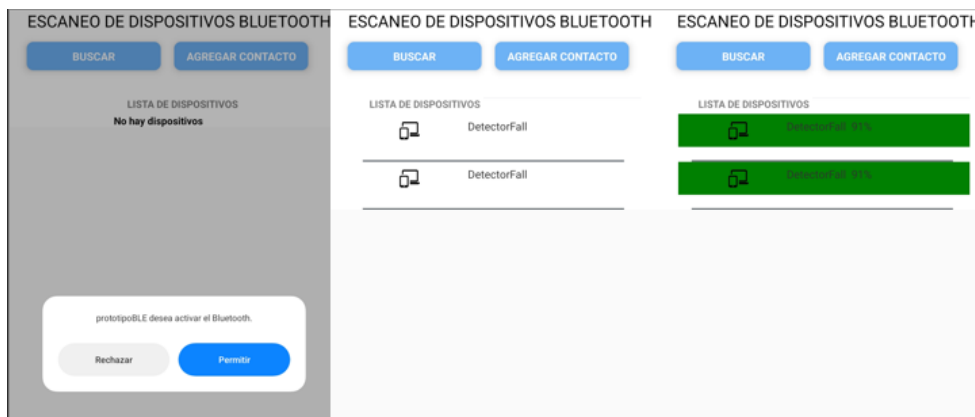 ESCANEO DE DISPOSITIVOS BLUETOOTH
BUSCAR
AGREGAR CONTACTO
LISTA DE DISPOSITIVOS
No hay dispositivos
prototipoBLE desea activar el Bluetooth.
Rechazar
Permitir
ESCANEO DE DISPOSITIVOS BLUETOOTH
BUSCAR
AGREGAR CONTACTO
LISTA DE DISPOSITIVOS
DetectorFall
DetectorFall
ESCANEO DE DISPOSITIVOS BLUETOOTH
BUSCAR
AGREGAR CONTACTO
LISTA DE DISPOSITIVOS
DetectorFall 91%
DetectorFall 91%